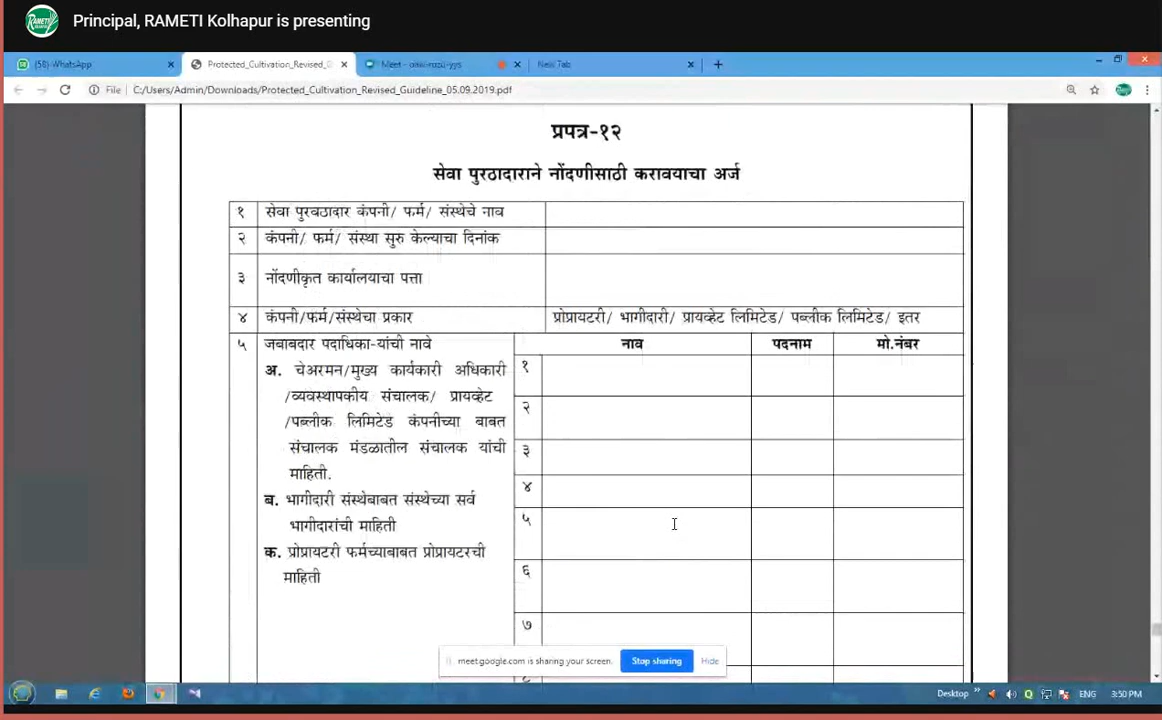 RAMETI
Principal, RAMETI Kolhapur is presenting
(58) WhatsApp
Protected_Cultivation_Revised_G
New Tab
File
C:/Users/Admin/Downloads/Protected_Cultivation_Revised_Guideline_05.09.2019.pdf
प्रपत्र-१२
सेवा पुरठादाराने नोंदणीसाठी करावयाचा अर्ज
१ सेवा पुरवठादार कंपनी/ फर्म/ संस्थेचे नाव
२ कंपनी/ फर्म/ संस्था सुरु केल्याचा दिनांक
३ नोंदणीकृत कार्यालयाचा पत्ता
४ कंपनी/फर्म/संस्थेचा प्रकार प्रोप्रायटरी/ भागीदारी/ प्रायव्हेट लिमिटेड/ पब्लीक लिमिटेड/ इतर
५ जबाबदार पदाधिका-यांची नावे नाव पदनाम मो.नंबर
अ. चेअरमन/मुख्य कार्यकारी अधिकारी १
/व्यवस्थापकीय संचालक/ प्रायव्हेट
/पब्लीक लिमिटेड कंपनीच्या बाबत २
संचालक मंडळातील संचालक यांची ३
माहिती.
४
ब. भागीदारी संस्थेबाबत संस्थेच्या सर्व
भागीदारांची माहिती ५
क. प्रोप्रायटरी फर्मच्याबाबत प्रोप्रायटरची
माहिती ६
७
meet.google.com is sharing your screen. Stop sharing Hide
Desktop ENG 3:50 PM